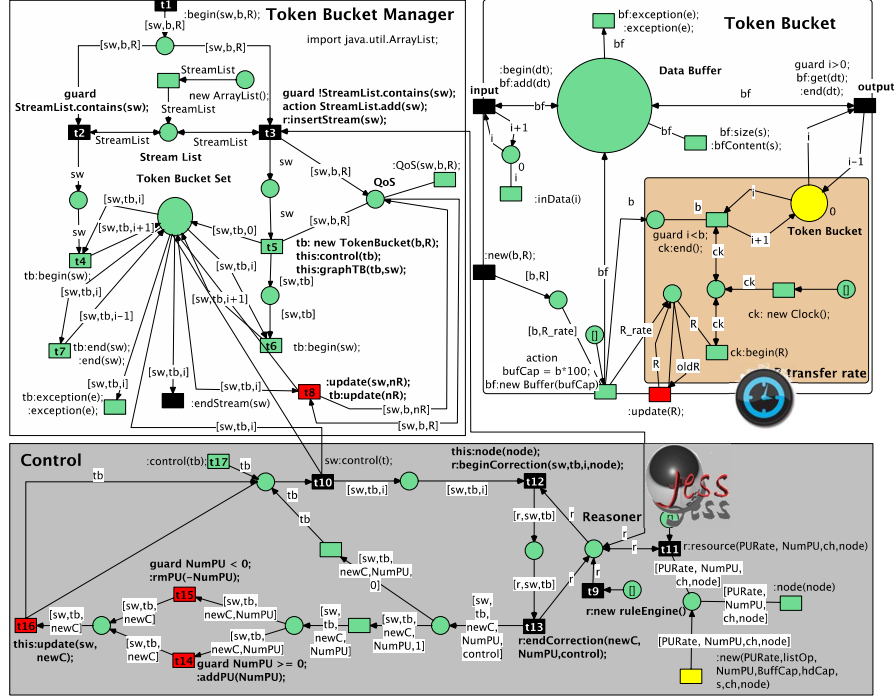 t1
:begin(sw,b,R);
[sw,b,R]
Token Bucket Manager
import java.util.ArrayList;
[sw,b,R]
[sw,b,R]
StreamList
new ArrayList();
guard
StreamList.contains(sw);
StreamList
guard !StreamList.contains(sw);
action StreamList.add(sw);
r:insertStream(sw);
t2
t3
StreamList
StreamList
Stream List
sw
sw
[sw,b,R]
:QoS(sw,b,R);
Token Bucket Set
QoS
[sw,tb,i]
sw
sw
[sw,b,R]
[sw,tb,i+1]
[sw,tb,0]
t5
tb: new TokenBucket(b,R);
this:control(tb);
this:graphTB(tb,sw);
t4
tb:begin(sw);
[sw,tb,i]
[sw,tb,i]
[sw,tb]
[sw,tb,i+1]
[sw,tb,i-1]
[sw,tb]
t7
tb:end(sw);
:end(sw);
t6
tb:begin(sw);
[sw,tb,i]
[sw,tb,i]
[sw,tb,i]
t8
:update(sw,nR);
tb:update(nR);
tb:exception(e);
:exception(e);
:endStream(sw)
[sw,b,nR]
[sw,b,R]
[sw,tb,i]
bf:exception(e);
:exception(e);
bf
Token Bucket
Data Buffer
:begin(dt);
bf:add(dt)
guard i>0;
bf:get(dt);
:end(dt);
input
output
bf
bf
bf
bf:size(s);
:bfContent(s);
i
i+1
0
i
:inData(i)
i
i-1
b
b
i
0
guard i<b;
ck:end();
i+1
Token Bucket
:new(b,R);
[b,R]
bf
ck
ck
ck
[]
ck: new Clock();
[b,R_rate]
[]
R_rate
R
ck
ck:begin(R)
action
bufCap = b*100;
bf:new Buffer(bufCap)
R
oldR
transfer rate
:update(R);
Control
:control(tb);
t17
tb
tb
sw:control(t);
this:node(node);
r:beginCorrection(sw,tb,i,node);
t10
t12
[sw,tb,i]
[sw,tb,i]
tb
[r,sw,tb]
r
Reasoner
r
r
Jess
t11
r:resource(PURate, NumPU,ch,node)
[sw,tb,
newC,NumPU,
0]
guard NumPU < 0;
:rmPU(-NumPU);
[r,sw,tb]
r
r
t9
[]
r:new ruleEngine()
[PURate, NumPU,
ch,node]
[PURate,
NumPU,
ch,node]
:node(node)
t15
[sw,tb,
newC]
[sw,tb,
newC,NumPU]
[sw,
tb,
newC,
NumPU]
[sw,
tb,
newC,
NumPU,1]
[sw,
tb,
newC,
NumPU,
control]
t16
[sw,tb,
newC]
t13
this:update(sw,
newC);
[sw,tb,
newC]
[sw,tb,
newC,NumPU]
t14
guard NumPU >= 0;
:addPU(NumPU);
r:endCorrection(newC,
NumPU,control);
[PURate, NumPU,ch,node]
:new(PURate,listOp,
NumPU,BuffCap,hdCap,
s,ch,node)